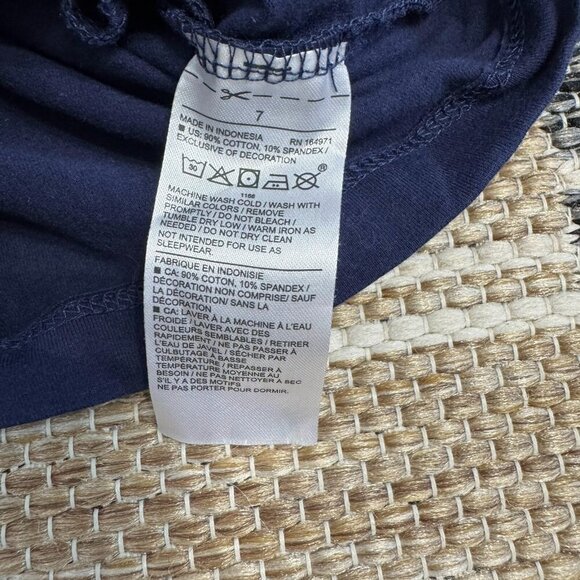 7
MADE IN INDONESIA RN 164971
■ US: 90% COTTON, 10% SPANDEX/
EXCLUSIVE OF DECORATION
30
®
1168
MACHINE WASH COLD / WASH WITH
SIMILAR COLORS / REMOVE
PROMPTLY / DO NOT BLEACH /
TUMBLE DRY LOW / WARM IRON AS
NEEDED / DO NOT DRY CLEAN
NOT INTENDED FOR USE AS
SLEEPWEAR.
FABRIQUE EN INDONISIE
■ CA: 90% COTON, 10% SPANDEX /
DÉCORATION NON COMPRISE/ SAUF
LA DÉCORATION/SANS LA
DÉCORATION
■ CA: LAVER À LA MACHINE À L'EAU
FROIDE / LAVER AVEC DES
COULEURS SEMBLABLES / RETIRER
RAPIDEMENT / NE PAS PASSER À
L'EAU DE JAVEL / SÉCHER PAR
CULBUTAGE À BASSE
TEMPÉRATURE / REPASSER À
TEMPÉRATURE MOYENNE AU
BESOIN / NE PAS NETTOYER À SEC
S'IL Y A DES MOTIFS
NE PAS PORTER POUR DORMIR.